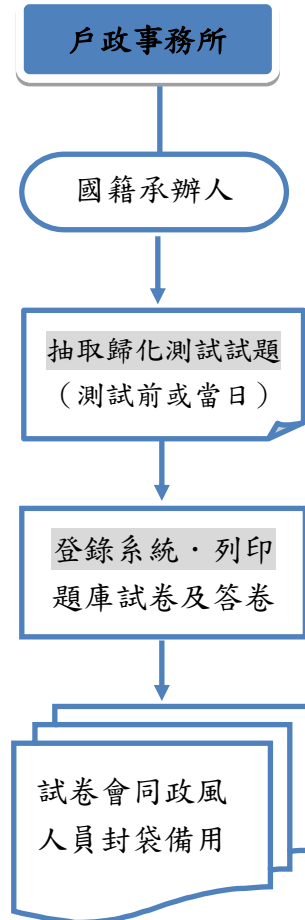 戶政事務所
國籍承辦人
抽取歸化測試試題
（測試前或當日）
登錄系統．列印
題庫試卷及答卷
試卷會同政風
人員封袋備用